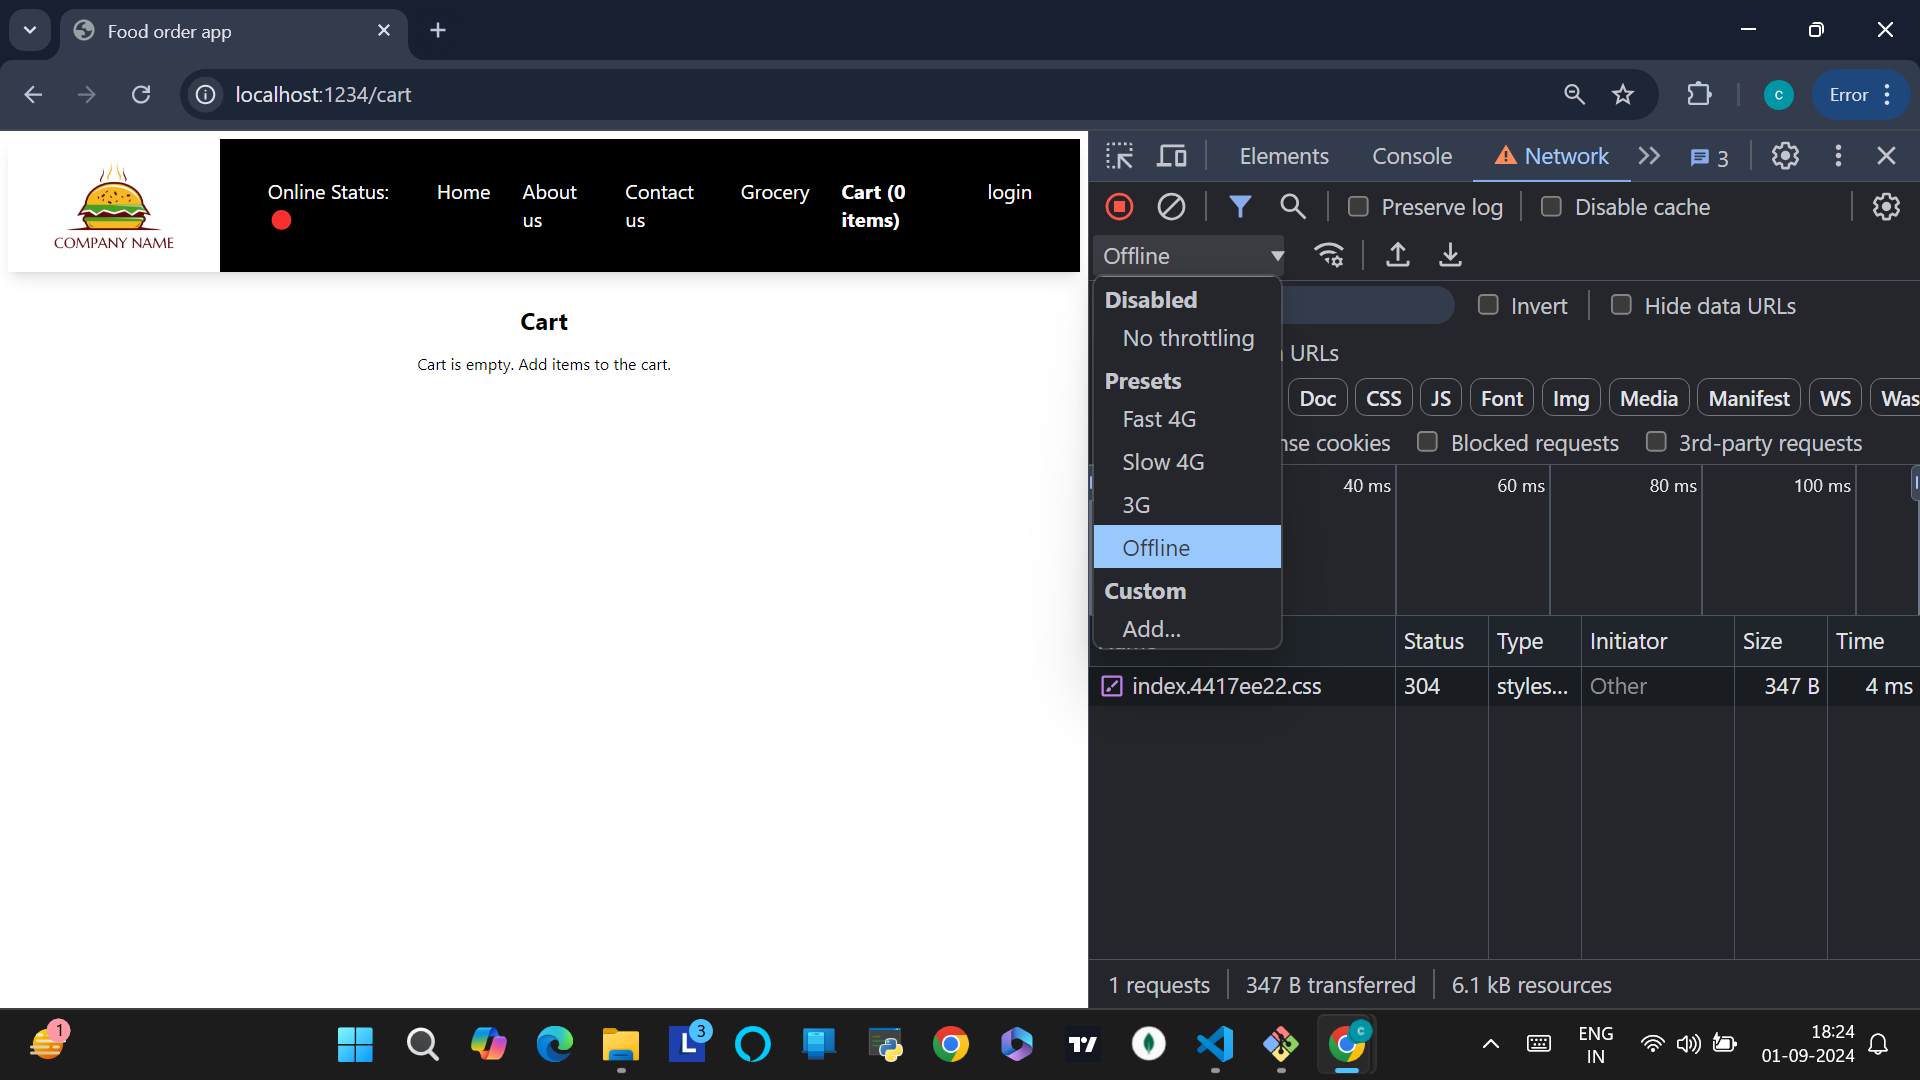 Food order app
localhost:1234/cart
C
Error
COMPANY NAME
Online Status:
Home
About us
Contact us
Grocery
Cart (0 items)
login
Cart
Cart is empty. Add items to the cart.
Elements
Console
Network
3
Preserve log
Disable cache
Offline
Disabled
No throttling
Presets
Fast 4G
Slow 4G
3G
Offline
Custom
Add...
Invert
Hide data URLs
URLs
Doc
CSS
JS
Font
Img
Media
Manifest
WS
Was
cookies
Blocked requests
3rd-party requests
40 ms
60 ms
80 ms
100 ms
Status
Type
Initiator
Size
Time
index.4417ee22.css
304
styles...
Other
347 B
4 ms
1 requests
347 B transferred
6.1 kB resources
1
L
3
C
ENG
IN
18:24
01-09-2024